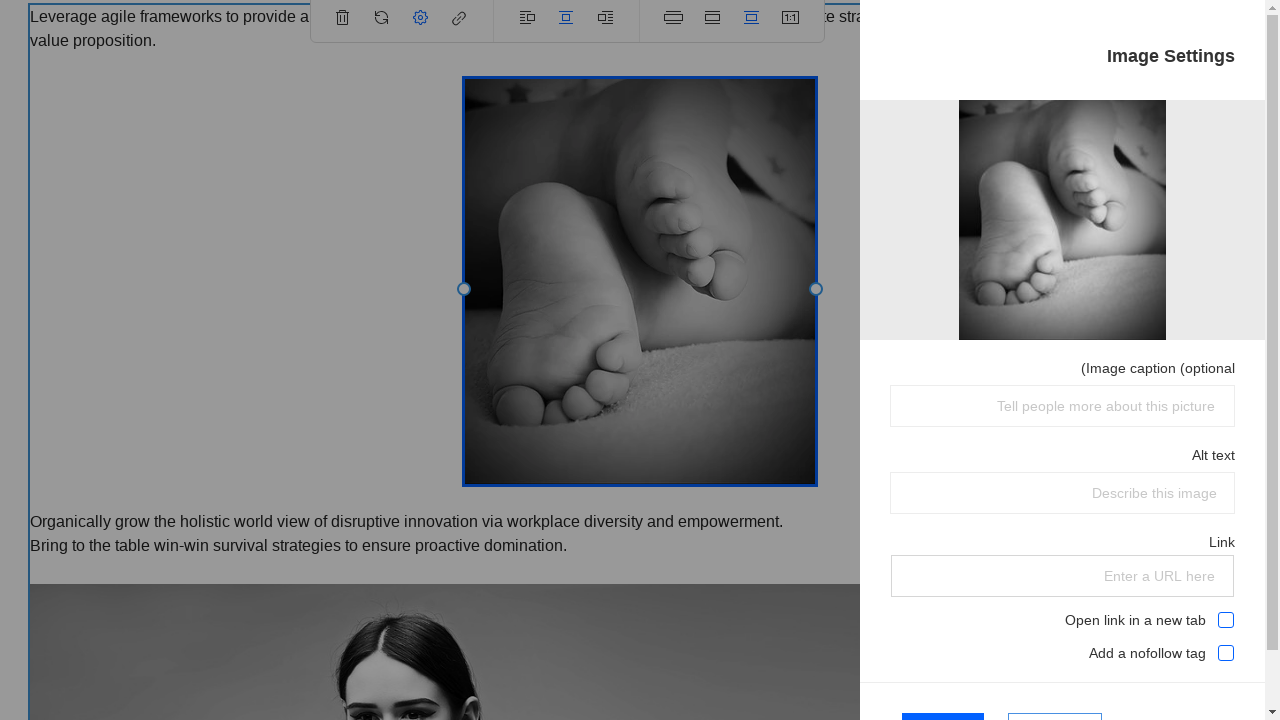 Leverage agile frameworks to provide a
te stra
value proposition.
1:1
Organically grow the holistic world view of disruptive innovation via workplace diversity and empowerment.
Bring to the table win-win survival strategies to ensure proactive domination.
Image Settings
(Image caption (optional
Tell people more about this picture
Alt text
Describe this image
Link
Enter a URL here
Open link in a new tab
Add a nofollow tag